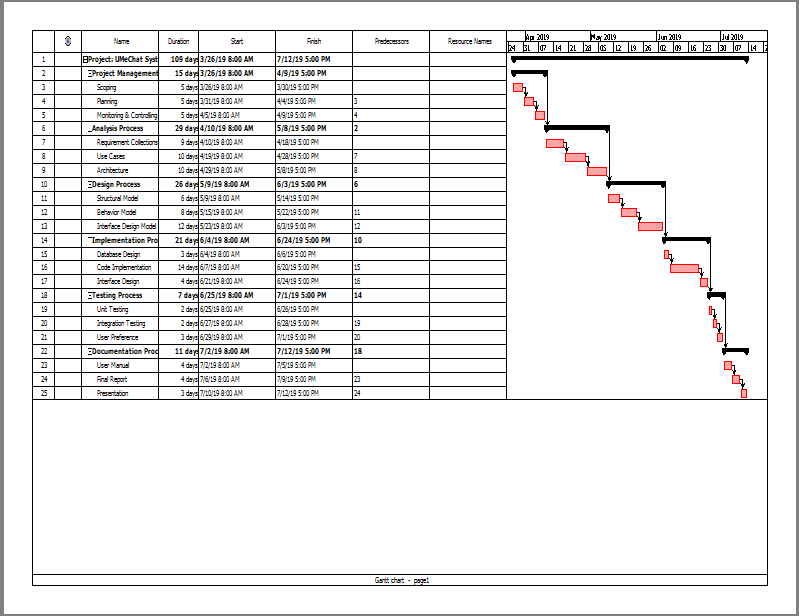 Name Duration Start Finish Predecessors Resource Names Apr 2019 May 2019 Jun 2019 Jul 2019
24 31 07 14 21 28 05 12 19 26 02 09 16 23 30 07 14 2
1 Project: UMeChat Syst 109 days 3/26/19 8:00 AM 7/12/19 5:00 PM
2 Project Management 15 days 3/26/19 8:00 AM 4/9/19 5:00 PM
3 Scoping 5 days 3/26/19 8:00 AM 3/30/19 5:00 PM
4 Planning 5 days 3/31/19 8:00 AM 4/4/19 5:00 PM 3
5 Monitoring & Controlling 5 days 4/5/19 8:00 AM 4/9/19 5:00 PM 4
6 Analysis Process 29 days 4/10/19 8:00 AM 5/8/19 5:00 PM 2
7 Requirement Collections 9 days 4/10/19 8:00 AM 4/18/19 5:00 PM
8 Use Cases 10 days 4/19/19 8:00 AM 4/28/19 5:00 PM 7
9 Architecture 10 days 4/29/19 8:00 AM 5/8/19 5:00 PM 8
10 Design Process 26 days 5/9/19 8:00 AM 6/3/19 5:00 PM 6
11 Structural Model 6 days 5/9/19 8:00 AM 5/14/19 5:00 PM
12 Behavior Model 8 days 5/15/19 8:00 AM 5/22/19 5:00 PM 11
13 Interface Design Model 12 days 5/23/19 8:00 AM 6/3/19 5:00 PM 12
14 Implementation Pro 21 days 6/4/19 8:00 AM 6/24/19 5:00 PM 10
15 Database Design 3 days 6/4/19 8:00 AM 6/6/19 5:00 PM
16 Code Implementation 14 days 6/7/19 8:00 AM 6/20/19 5:00 PM 15
17 Interface Design 4 days 6/21/19 8:00 AM 6/24/19 5:00 PM 16
18 Testing Process 7 days 6/25/19 8:00 AM 7/1/19 5:00 PM 14
19 Unit Testing 2 days 6/25/19 8:00 AM 6/26/19 5:00 PM
20 Integration Testing 2 days 6/27/19 8:00 AM 6/28/19 5:00 PM 19
21 User Preference 3 days 6/29/19 8:00 AM 7/1/19 5:00 PM 20
22 Documentation Proc 11 days 7/2/19 8:00 AM 7/12/19 5:00 PM 18
23 User Manual 4 days 7/2/19 8:00 AM 7/5/19 5:00 PM
24 Final Report 4 days 7/6/19 8:00 AM 7/9/19 5:00 PM 23
25 Presentation 3 days 7/10/19 8:00 AM 7/12/19 5:00 PM 24
Gantt chart - page1